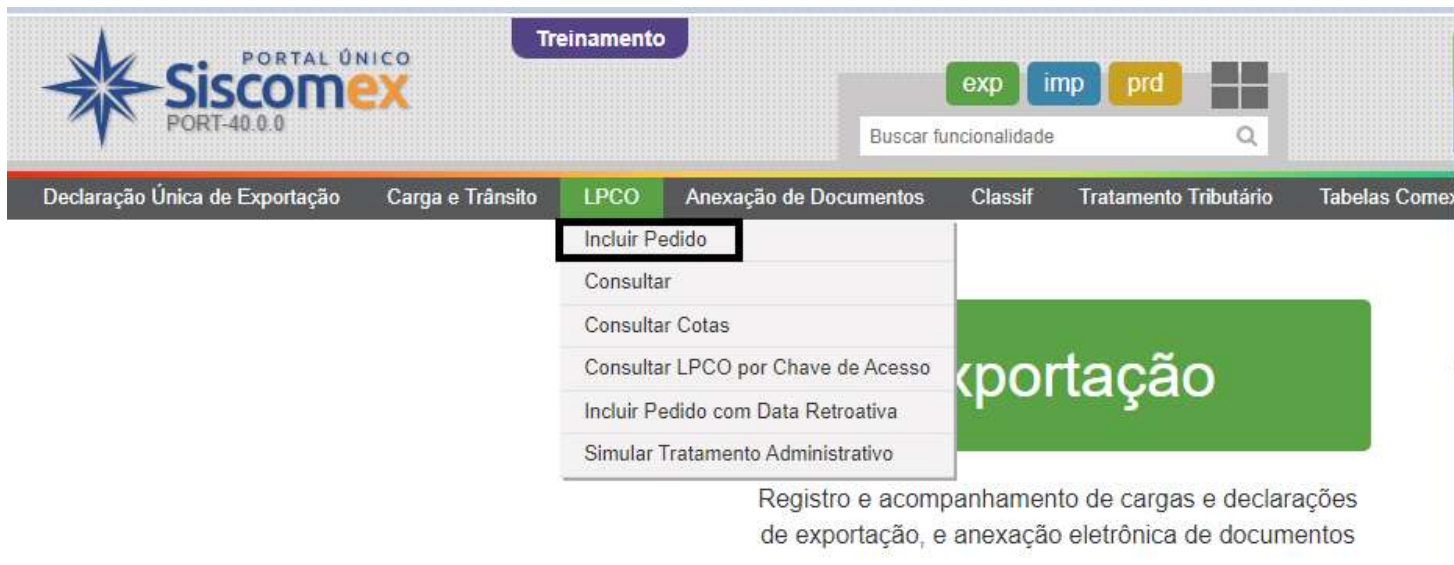 Treinamento
PORTAL ÚNICO
Siscomex
PORT-40.0.0
exp imp prd
Buscar funcionalidade
Declaração Única de Exportação Carga e Trânsito LPCO Anexação de Documentos Classif Tratamento Tributário Tabelas Comex
Incluir Pedido
Consultar
Consultar Cotas
Consultar LPCO por Chave de Acesso
Incluir Pedido com Data Retroativa
Simular Tratamento Administrativo
xportação
Registro e acompanhamento de cargas e declarações
de exportação, e anexação eletrônica de documentos